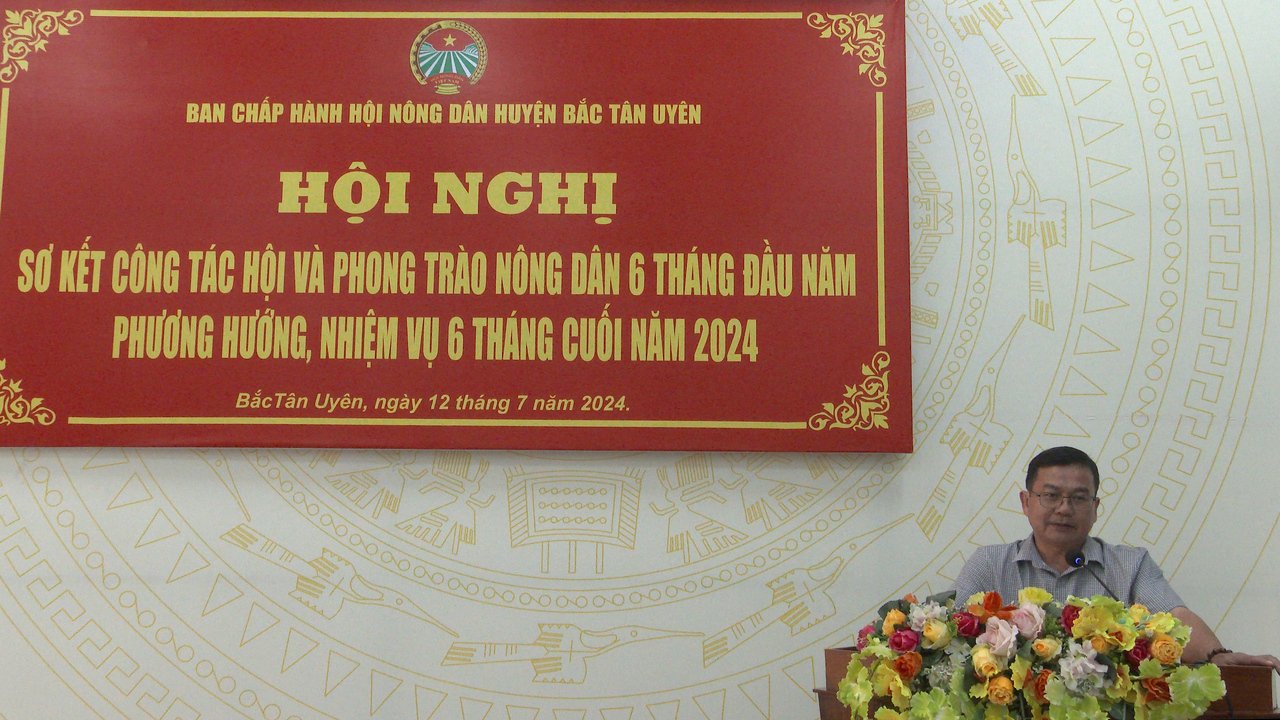 BAN CHẤP HÀNH HỘI NÔNG DÂN HUYỆN BẮC TÂN UYÊN
HỘI NGHỊ
SƠ KẾT CÔNG TÁC HỘI VÀ PHONG TRÀO NÔNG DÂN 6 THÁNG ĐẦU NĂM
PHƯƠNG HƯỚNG, NHIỆM VỤ 6 THÁNG CUỐI NĂM 2024
BắcTân Uyên, ngày 12 tháng 7 năm 2024.